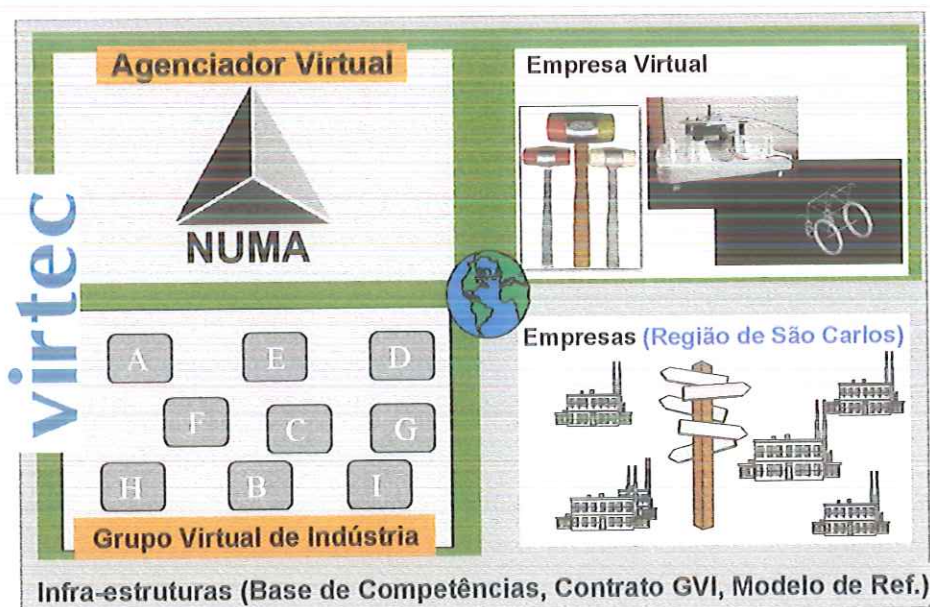 Agenciador Virtual
NUMA
Empresa Virtual
virtec
A E D
F C G
H B I
Grupo Virtual de Indústria
Empresas (Região de São Carlos)
Infra-estruturas (Base de Competências, Contrato GVI, Modelo de Ref.)